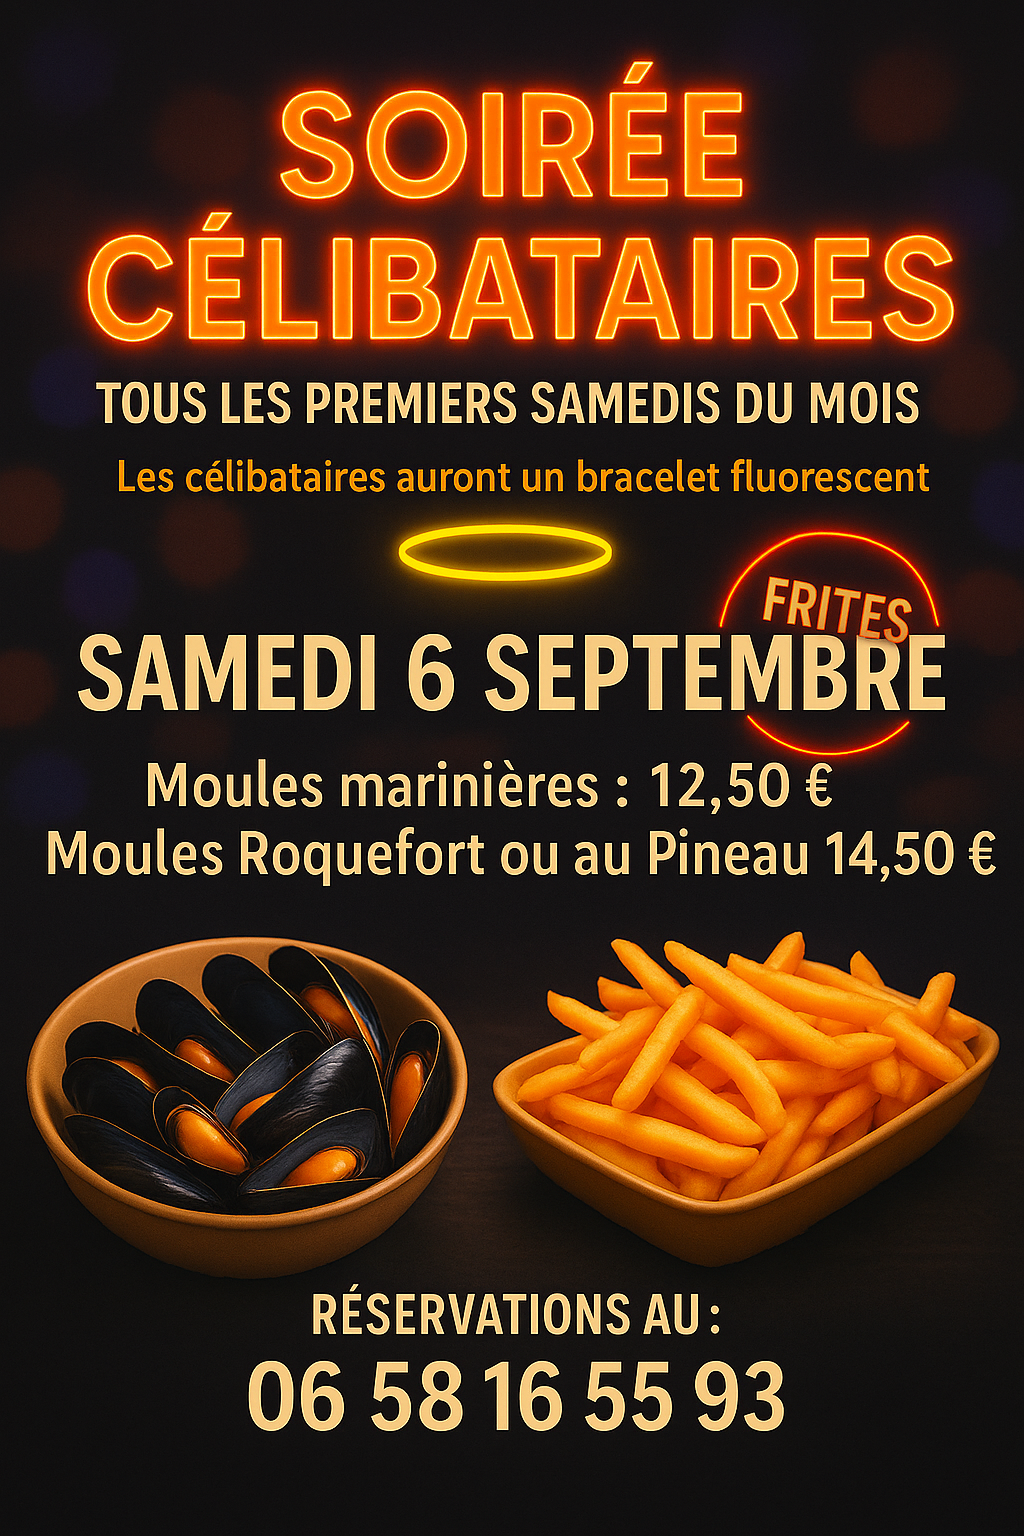 SOIRÉE
CÉLIBATAIRES
TOUS LES PREMIERS SAMEDIS DU MOIS
Les célibataires auront un bracelet fluorescent
FRITES
SAMEDI 6 SEPTEMBRE
Moules marinières : 12,50 €
Moules Roquefort ou au Pineau 14,50 €
RÉSERVATIONS AU :
06 58 16 55 93